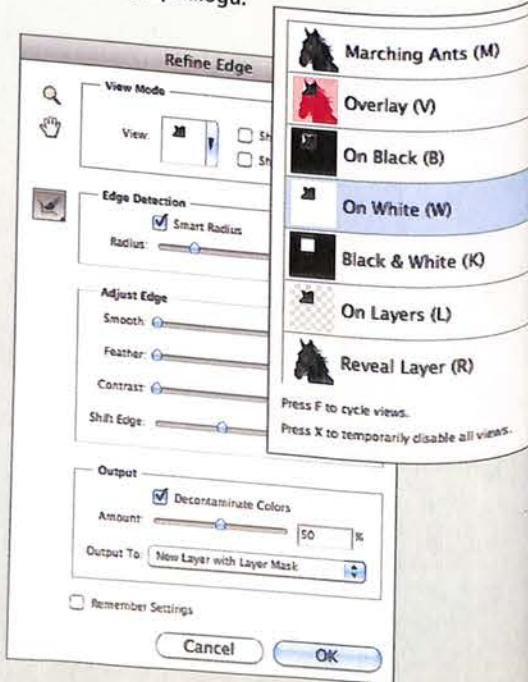 Refine Edge
View Mode
View:
Sh
Sh
Edge Detection
Smart Radius
Radius:
Adjust Edge
Smooth:
Feather:
Contrast:
Shift Edge:
Output
Decontaminate Colors
Amount:
50 %
Output To: New Layer with Layer Mask
Remember Settings
Cancel OK
Marching Ants (M)
Overlay (V)
On Black (B)
On White (W)
Black & White (K)
On Layers (L)
Reveal Layer (R)
Press F to cycle views.
Press X to temporarily disable all views.